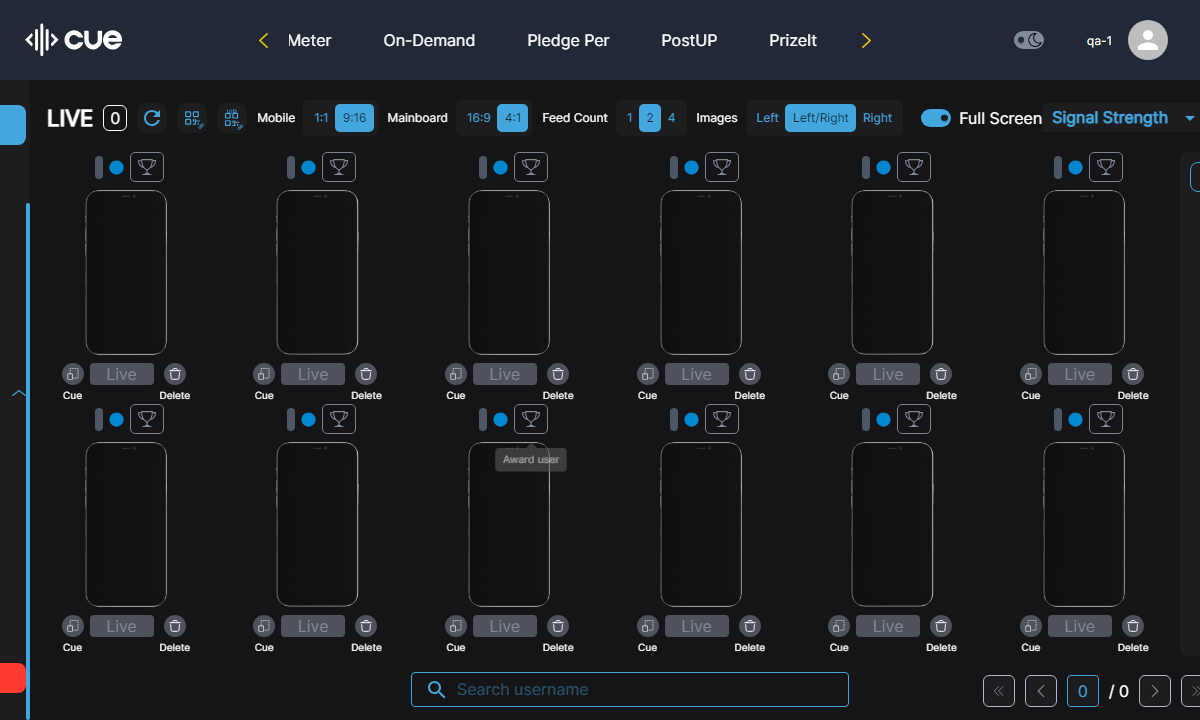 cue
Meter On-Demand Pledge Per PostUP PrizeIt
qa-1
LIVE 0 Mobile 1:1 9:16 Mainboard 16:9 4:1 Feed Count 1 2 4 Images Left Left/Right Right Full Screen Signal Strength
Live Live Live Live Live Live
Cue Delete Cue Delete Cue Delete Cue Delete Cue Delete Cue Delete
Award user
Live Live Live Live Live Live
Cue Delete Cue Delete Cue Delete Cue Delete Cue Delete Cue Delete
Search username
0 / 0